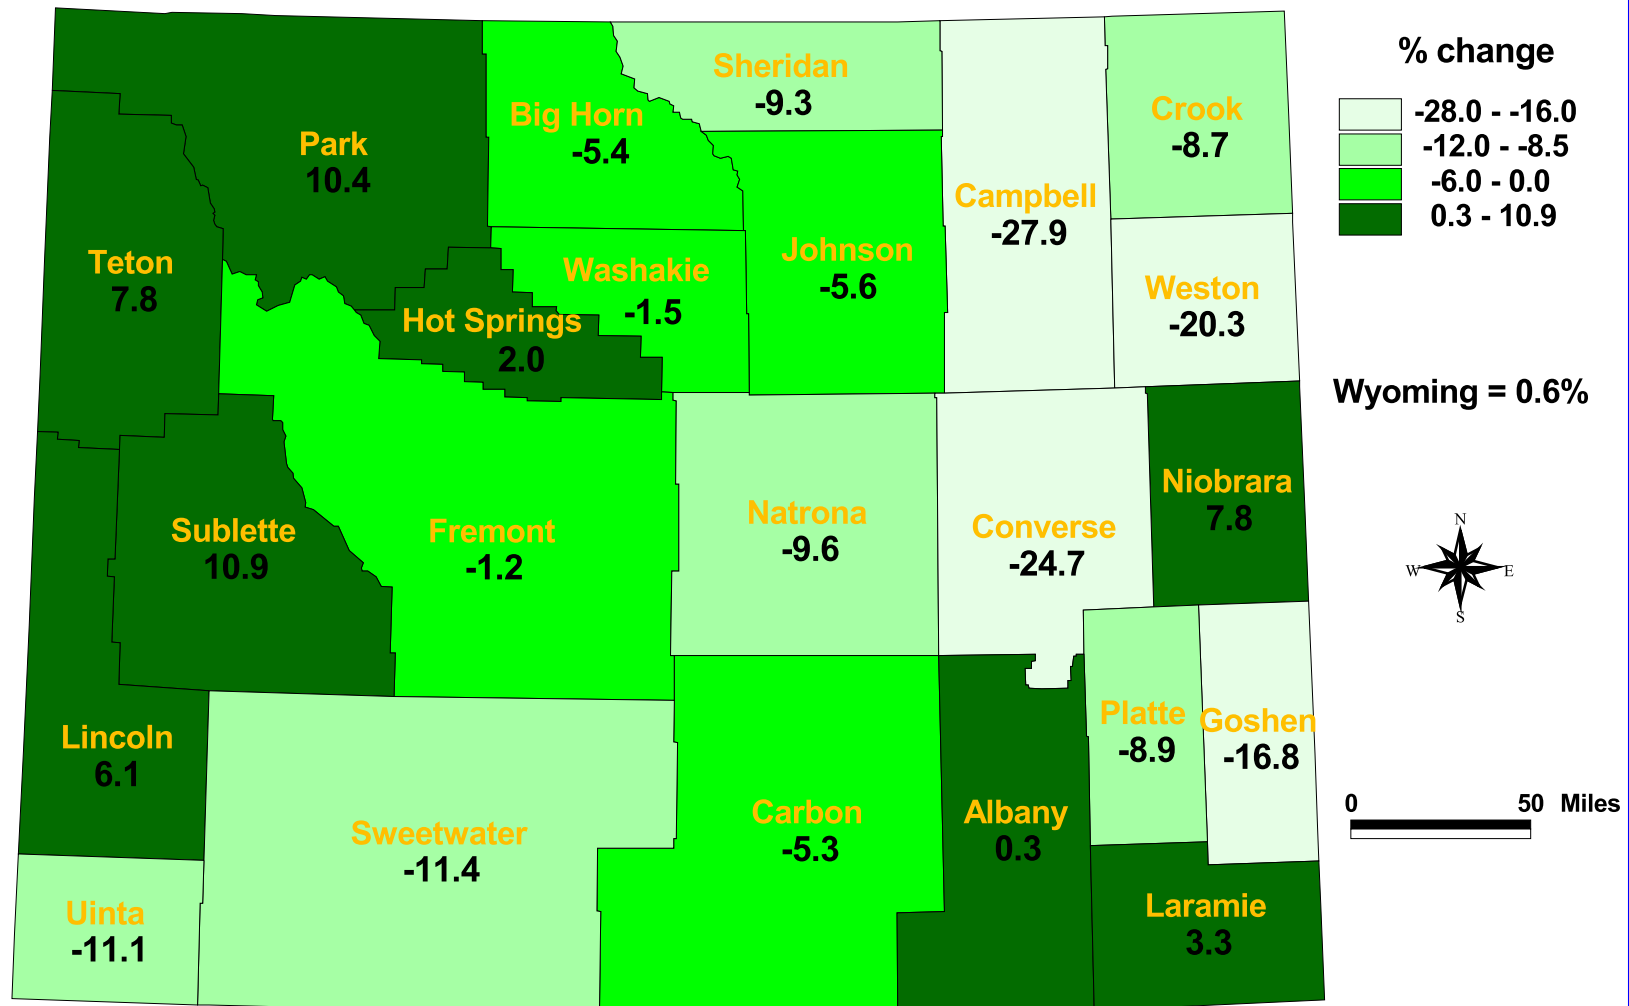 % change
-28.0 - -16.0
-12.0 - -8.5
-6.0 - 0.0
0.3 - 10.9
Wyoming = 0.6%
N
W E
S
0 50 Miles
Park
10.4
Big Horn
-5.4
Sheridan
-9.3
Crook
-8.7
Campbell
-27.9
Teton
7.8
Washakie
-1.5
Johnson
-5.6
Weston
-20.3
Hot Springs
2.0
Sublette
10.9
Fremont
-1.2
Natrona
-9.6
Converse
-24.7
Niobrara
7.8
Lincoln
6.1
Platte
-8.9
Goshen
-16.8
Sweetwater
-11.4
Carbon
-5.3
Albany
0.3
Uinta
-11.1
Laramie
3.3